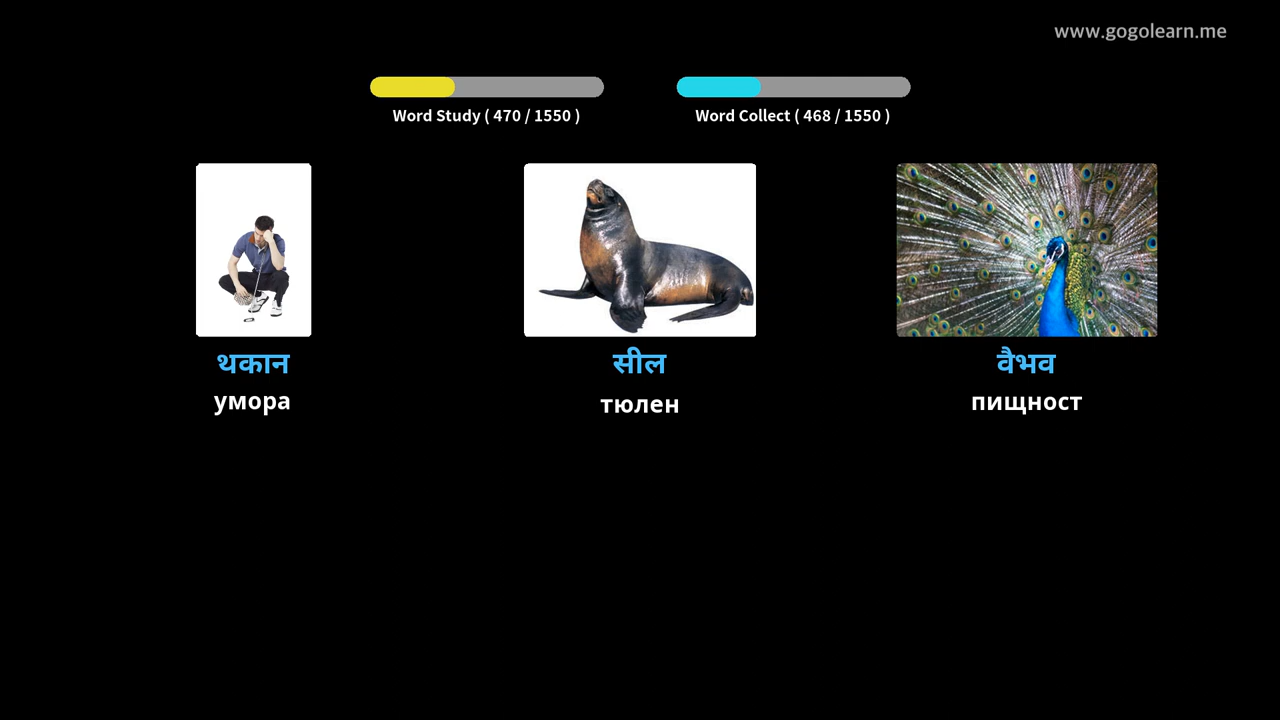 www.gogolearn.me
Word Study ( 470 / 1550 )
Word Collect ( 468 / 1550 )
थकान
умора
सील
тюлен
वैभव
пищност